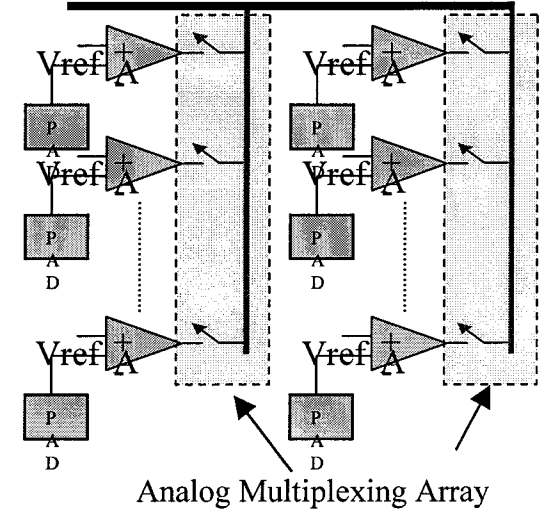 Vref + A - Vref + A -
P A D P A D
Vref + A - Vref + A -
P A D P A D
Vref + A - Vref + A -
P A D P A D
Analog Multiplexing Array